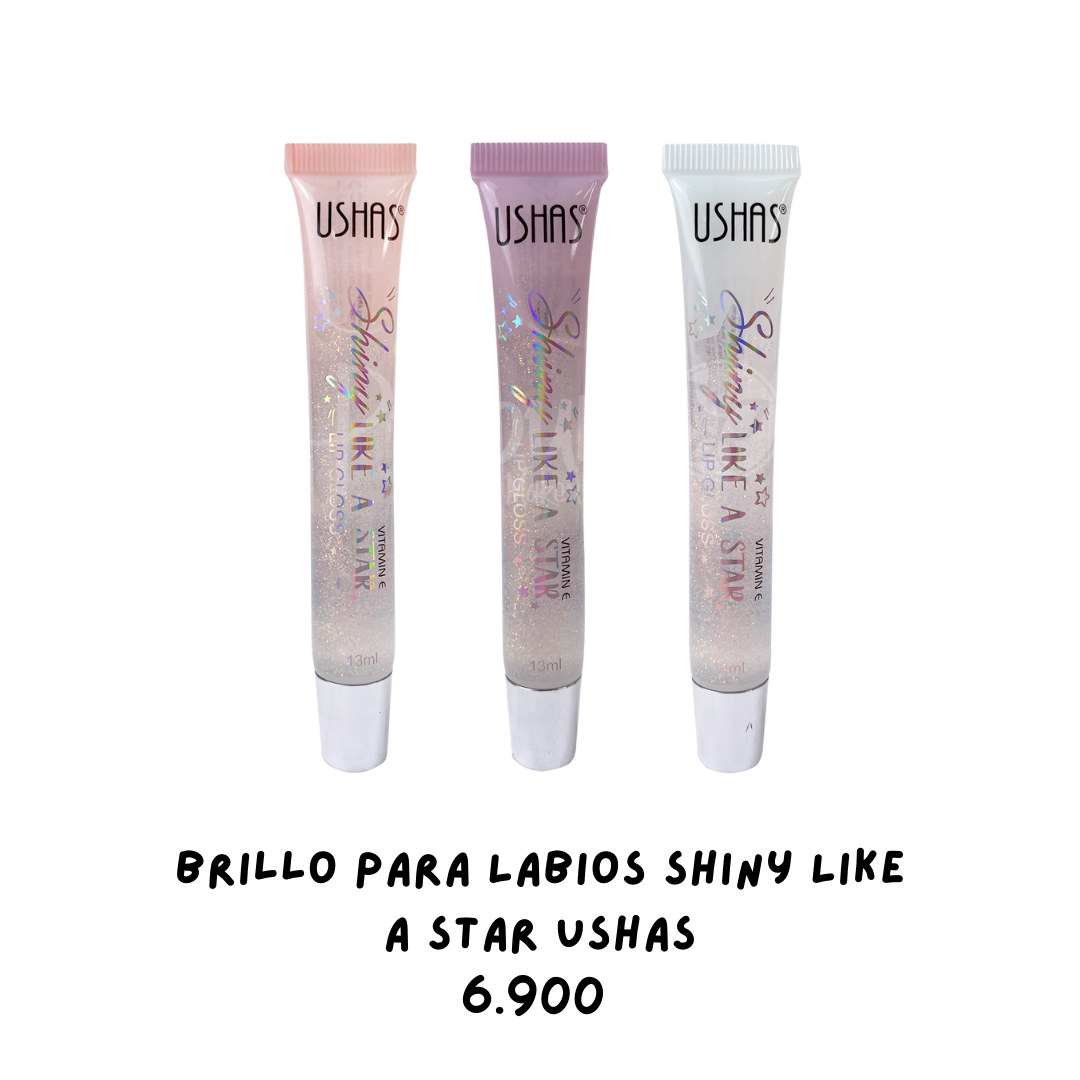 USHAS®
Shiny LIKE A STAR
LIP GLOSS
VITAMIN E
13ml
USHAS®
Shiny LIKE A STAR
LIP GLOSS
VITAMIN E
13ml
USHAS®
Shiny LIKE A STAR
LIP GLOSS
VITAMIN E
ml
BRILLO PARA LABIOS SHINY LIKE
A STAR USHAS
6.900